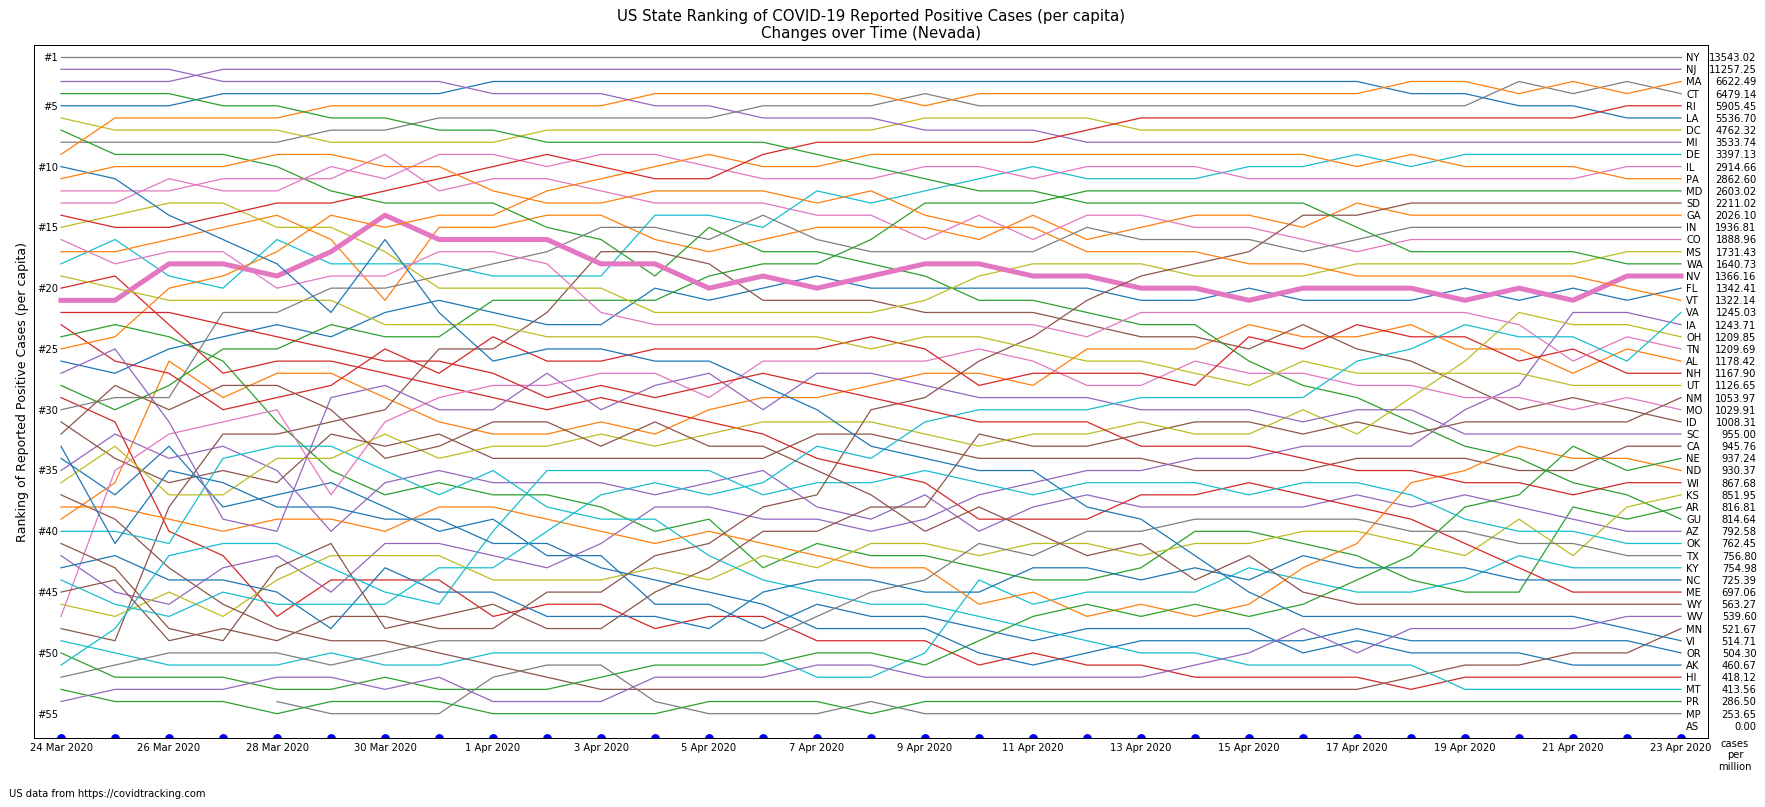 US State Ranking of COVID-19 Reported Positive Cases (per capita)
Changes over Time (Nevada)
Ranking of Reported Positive Cases (per capita)
#1
#5
#10
#15
#20
#25
#30
#35
#40
#45
#50
#55
NY 13543.02
NJ 11257.25
MA 6622.49
CT 6479.14
RI 5905.45
LA 5536.70
DC 4762.32
MI 3533.74
DE 3397.13
IL 2914.66
PA 2862.60
MD 2603.02
SD 2211.02
GA 2026.10
IN 1936.81
CO 1888.96
MS 1731.43
WA 1640.73
NV 1366.16
FL 1342.41
VT 1322.14
VA 1245.03
IA 1243.71
OH 1209.85
TN 1209.69
AL 1178.42
NH 1167.90
UT 1126.65
NM 1053.97
MO 1029.91
ID 1008.31
SC 955.00
CA 945.76
NE 937.24
ND 930.37
WI 867.68
KS 851.95
AR 816.81
GU 814.64
AZ 792.58
OK 762.45
TX 756.80
KY 754.98
NC 725.39
ME 697.06
WY 563.27
WV 539.60
MN 521.67
VI 514.71
OR 504.30
AK 460.67
HI 418.12
MT 413.56
PR 286.50
MP 253.65
AS 0.00
24 Mar 2020 26 Mar 2020 28 Mar 2020 30 Mar 2020 1 Apr 2020 3 Apr 2020 5 Apr 2020 7 Apr 2020 9 Apr 2020 11 Apr 2020 13 Apr 2020 15 Apr 2020 17 Apr 2020 19 Apr 2020 21 Apr 2020 23 Apr 2020
cases
per
million
US data from https://covidtracking.com